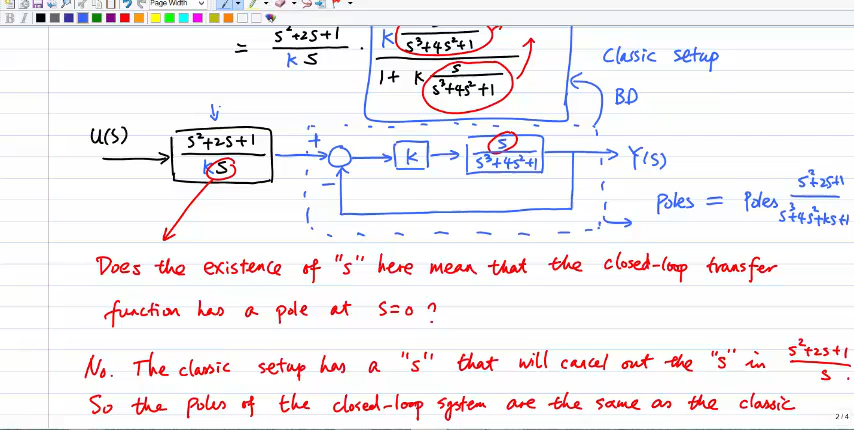 Page Width
= s²+2s+1 / ks · K s / s³+4s²+1 / 1 + K s / s³+4s²+1
Classic setup
BD
U(s)
s²+2s+1 / ks
+
−
K
s / s³+4s²+1
Y(s)
Poles = Poles s²+2s+1 / s³+4s²+ks+1
Does the existence of "s" here mean that the closed-loop transfer
function has a pole at s=0 ?
No. The classic setup has a "s" that will cancel out the "s" in s²+2s+1 / s .
So the poles of the closed-loop system are the same as the classic
2 / 4